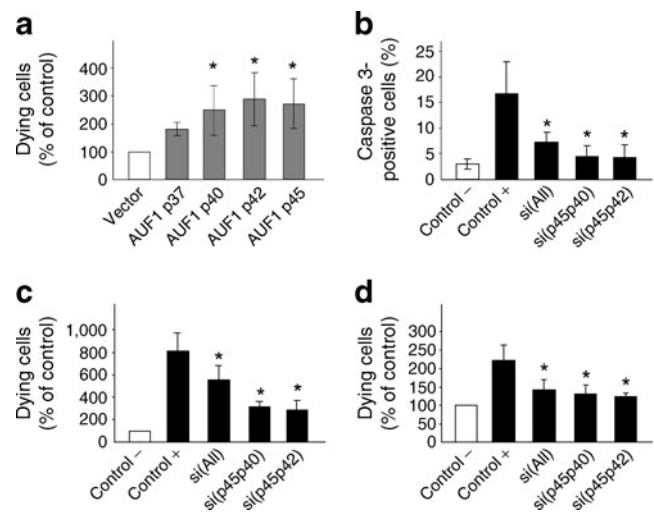 a
Dying cells
(% of control)
400
300
200
100
0
*
*
*
Vector
AUF1 p37
AUF1 p40
AUF1 p42
AUF1 p45
b
Caspase 3-
positive cells (%)
25
20
15
10
5
0
*
*
*
Control –
Control +
si(All)
si(p45p40)
si(p45p42)
c
Dying cells
(% of control)
1,000
800
600
400
200
0
*
*
*
Control –
Control +
si(All)
si(p45p40)
si(p45p42)
d
Dying cells
(% of control)
300
250
200
150
100
50
0
*
*
*
Control –
Control +
si(All)
si(p45p40)
si(p45p42)